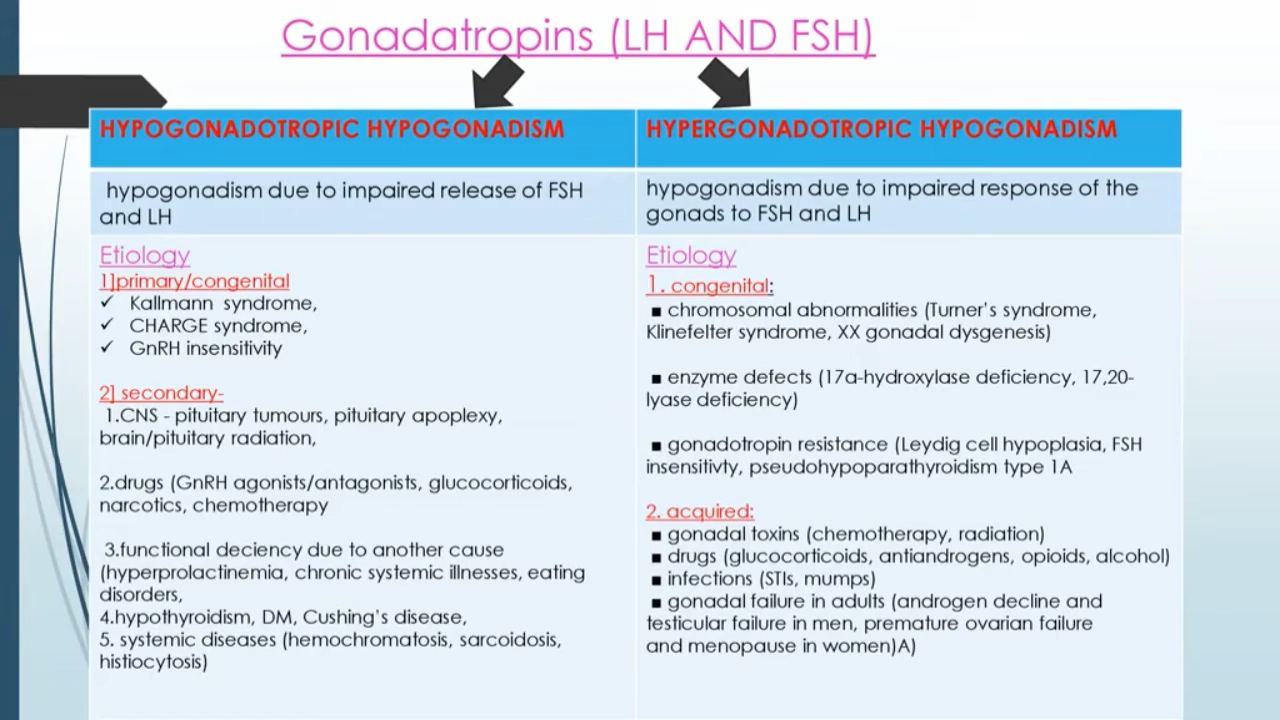 Gonadatropins (LH AND FSH)
HYPOGONADOTROPIC HYPOGONADISM
hypogonadism due to impaired release of FSH
and LH
Etiology
1]primary/congenital
✓ Kallmann syndrome,
✓ CHARGE syndrome,
✓ GnRH insensitivity
2] secondary-
1.CNS - pituitary tumours, pituitary apoplexy,
brain/pituitary radiation,
2.drugs (GnRH agonists/antagonists, glucocorticoids,
narcotics, chemotherapy
3.functional deciency due to another cause
(hyperprolactinemia, chronic systemic illnesses, eating
disorders,
4.hypothyroidism, DM, Cushing's disease,
5. systemic diseases (hemochromatosis, sarcoidosis,
histiocytosis)
HYPERGONADOTROPIC HYPOGONADISM
hypogonadism due to impaired response of the
gonads to FSH and LH
Etiology
1. congenital:
■ chromosomal abnormalities (Turner's syndrome,
Klinefelter syndrome, XX gonadal dysgenesis)
■ enzyme defects (17a-hydroxylase deficiency, 17,20-
lyase deficiency)
■ gonadotropin resistance (Leydig cell hypoplasia, FSH
insensitivty, pseudohypoparathyroidism type 1A
2. acquired:
■ gonadal toxins (chemotherapy, radiation)
■ drugs (glucocorticoids, antiandrogens, opioids, alcohol)
■ infections (STIs, mumps)
■ gonadal failure in adults (androgen decline and
testicular failure in men, premature ovarian failure
and menopause in women)A)